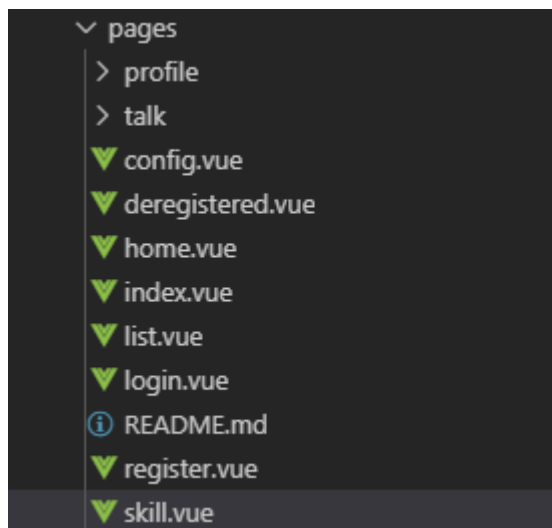 pages
profile
talk
config.vue
deregistered.vue
home.vue
index.vue
list.vue
login.vue
README.md
register.vue
skill.vue